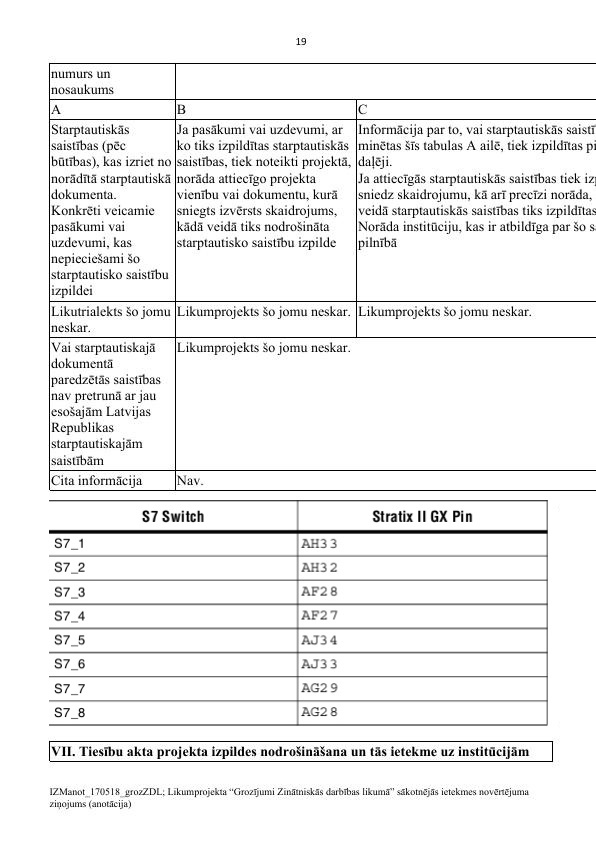 19
numurs un
nosaukums
A B C
Starptautiskās
saistības (pēc
būtības), kas izriet no
norādītā starptautiskā
dokumenta.
Konkrēti veicamie
pasākumi vai
uzdevumi, kas
nepieciešami šo
starptautisko saistību
izpildei
Ja pasākumi vai uzdevumi, ar
ko tiks izpildītas starptautiskās
saistības, tiek noteikti projektā,
norāda attiecīgo projekta
vienību vai dokumentu, kurā
sniegts izvērsts skaidrojums,
kādā veidā tiks nodrošināta
starptautisko saistību izpilde
Informācija par to, vai starptautiskās saistī
minētas šīs tabulas A ailē, tiek izpildītas pi
daļēji.
Ja attiecīgās starptautiskās saistības tiek iz
sniedz skaidrojumu, kā arī precīzi norāda,
veidā starptautiskās saistības tiks izpildītas
Norāda institūciju, kas ir atbildīga par šo sa
pilnībā
Likutrialekts šo jomu
neskar.
Likumprojekts šo jomu neskar.
Likumprojekts šo jomu neskar.
Vai starptautiskajā
dokumentā
paredzētās saistības
nav pretrunā ar jau
esošajām Latvijas
Republikas
starptautiskajām
saistībām
Likumprojekts šo jomu neskar.
Cita informācija Nav.
S7 Switch Stratix II GX Pin
S7_1 AH33
S7_2 AH32
S7_3 AF28
S7_4 AF27
S7_5 AJ34
S7_6 AJ33
S7_7 AG29
S7_8 AG28
VII. Tiesību akta projekta izpildes nodrošināšana un tās ietekme uz institūcijām
IZManot_170518_grozZDL; Likumprojekta “Grozījumi Zinātniskās darbības likumā” sākotnējās ietekmes novērtējuma
ziņojums (anotācija)